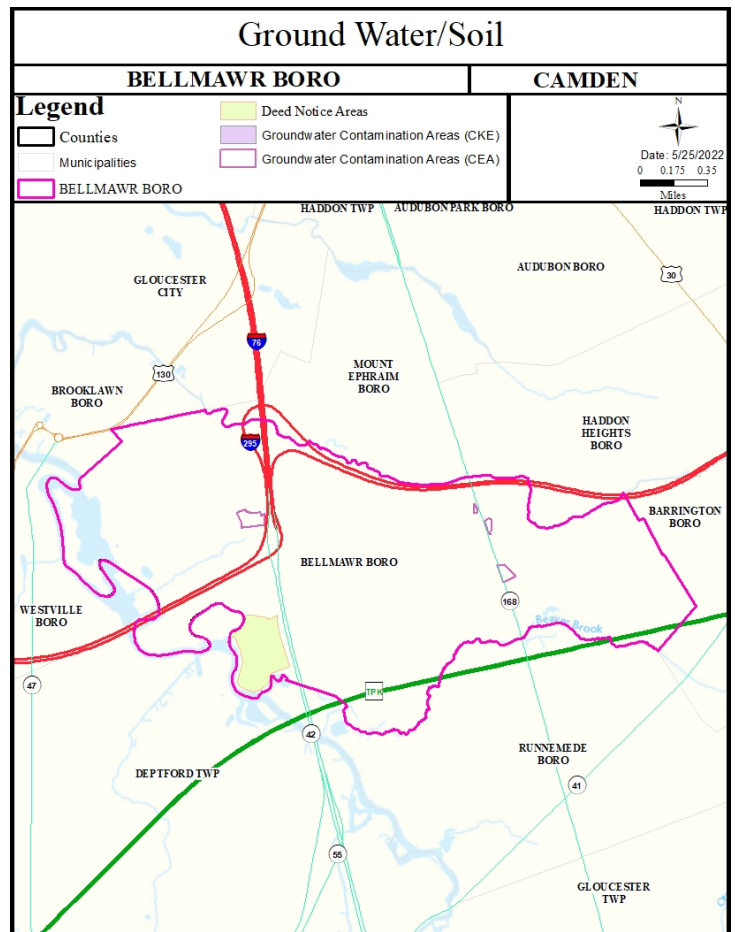 Ground Water/Soil
BELLMAWR BORO
CAMDEN
Legend
Counties
Municipalities
BELLMAWR BORO
Deed Notice Areas
Groundwater Contamination Areas (CKE)
Groundwater Contamination Areas (CEA)
N
Date: 5/25/2022
0 0.175 0.35
Miles
HADDON TWP
AUDUBON PARK BORO
HADDON TWP
AUDUBON BORO
30
GLOUCESTER
CITY
76
130
MOUNT
EPHRAIM
BORO
BROOKLAWN
BORO
HADDON
HEIGHTS
BORO
295
BARRINGTON
BORO
BELLMAWR BORO
168
WESTVILLE
BORO
Beaver Brook
47
TPK
42
RUNNEMEDE
BORO
DEPTFORD TWP
41
55
GLOUCESTER
TWP